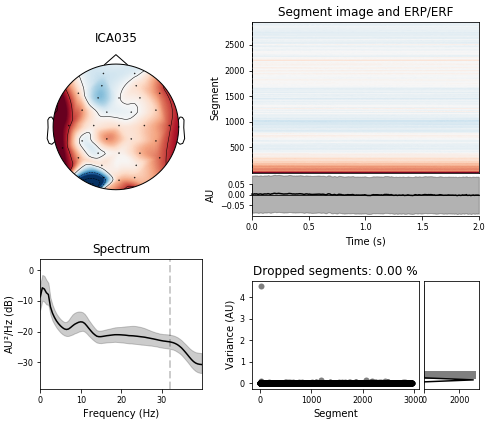 ICA035
Segment image and ERP/ERF
Segment
2500
2000
1500
1000
500
AU
0.05
0.00
−0.05
0.0 0.5 1.0 1.5 2.0
Time (s)
Spectrum
AU²/Hz (dB)
0
−10
−20
−30
0 10 20 30
Frequency (Hz)
Dropped segments: 0.00 %
Variance (AU)
4
3
2
1
0
0 1000 2000 3000
Segment
0 2000